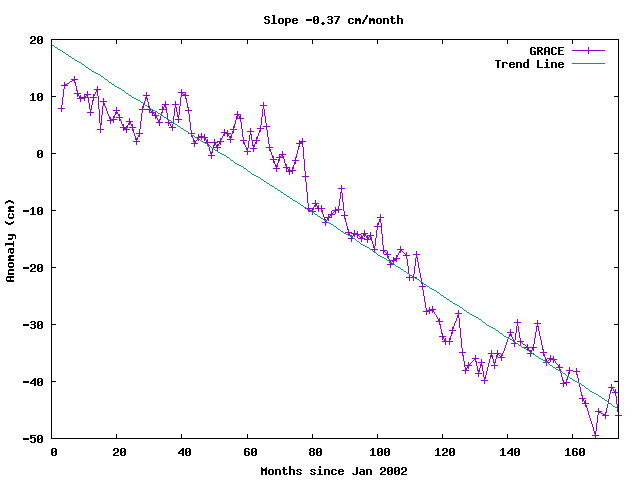 Slope -0.37 cm/month
GRACE
Trend Line
20
10
0
-10
-20
-30
-40
-50
Anomaly (cm)
0 20 40 60 80 100 120 140 160
Months since Jan 2002